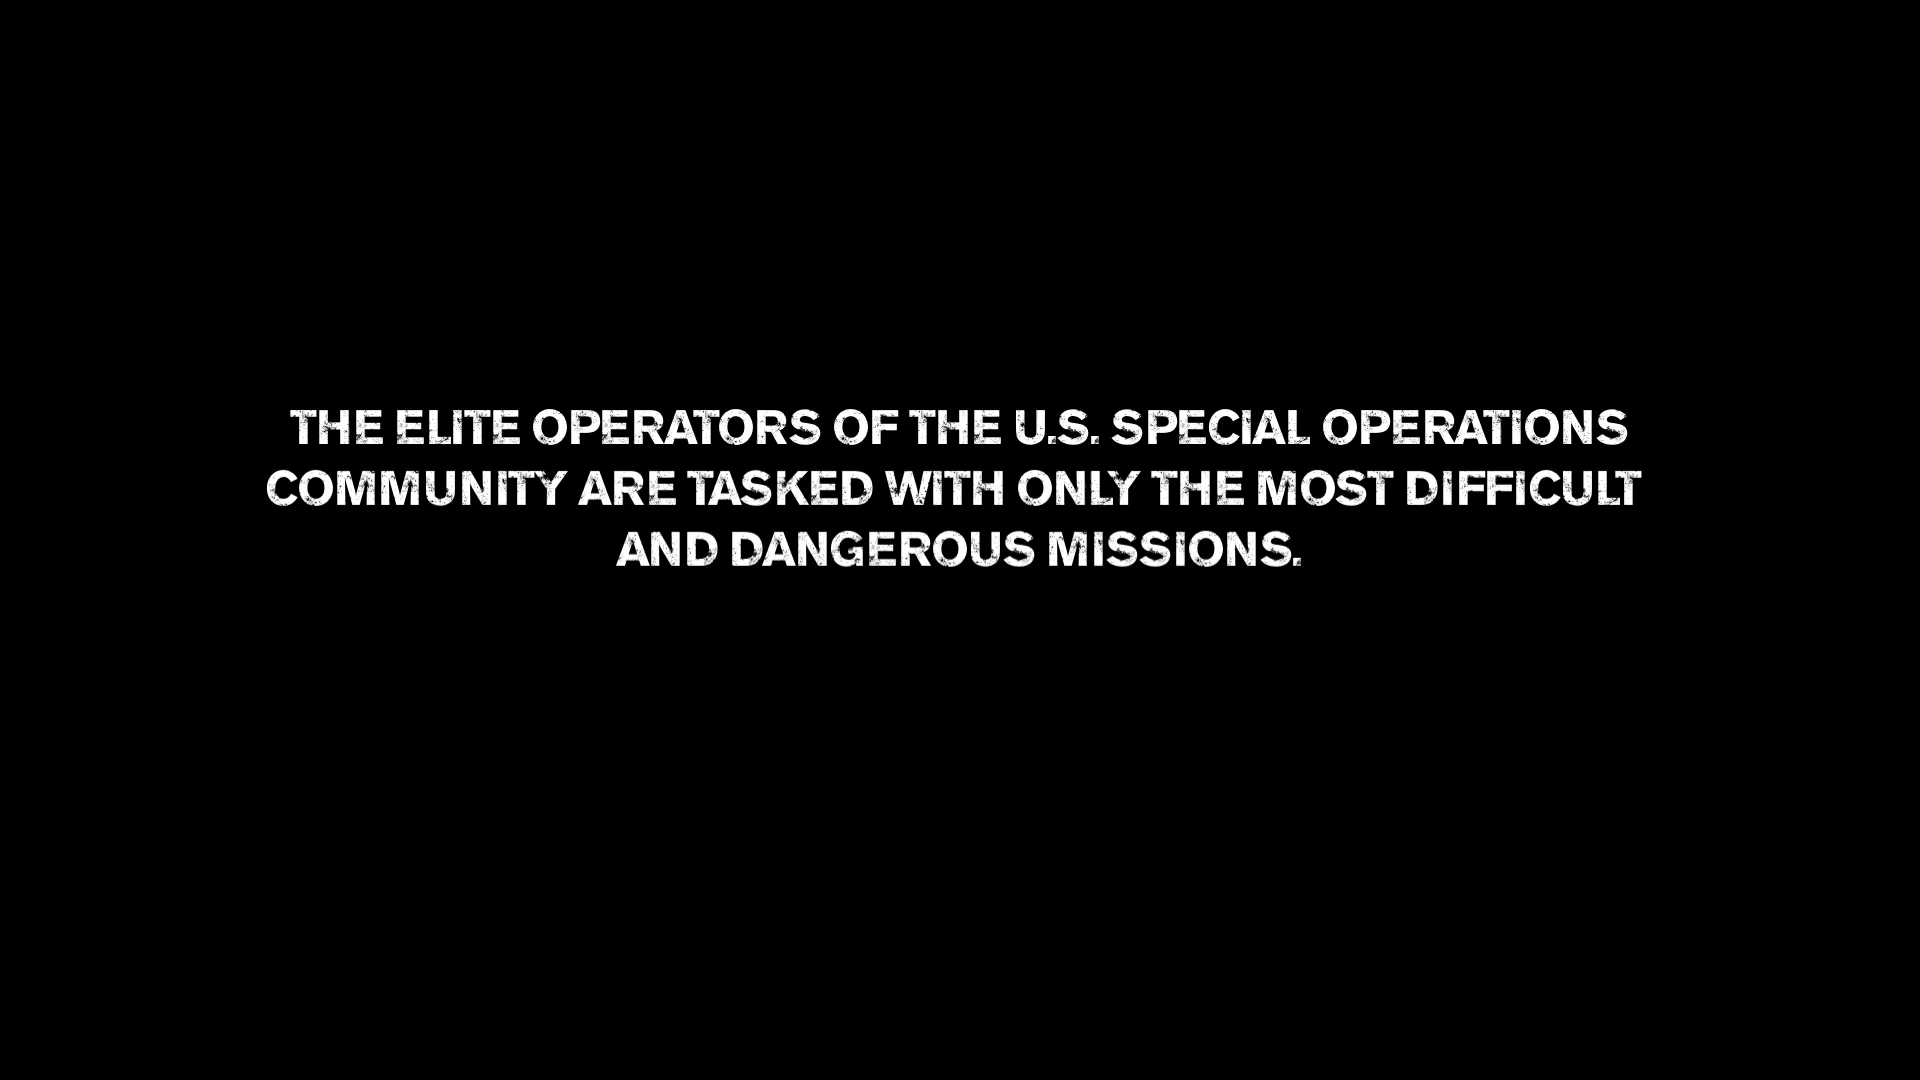 THE ELITE OPERATORS OF THE U.S. SPECIAL OPERATIONS
COMMUNITY ARE TASKED WITH ONLY THE MOST DIFFICULT
AND DANGEROUS MISSIONS.